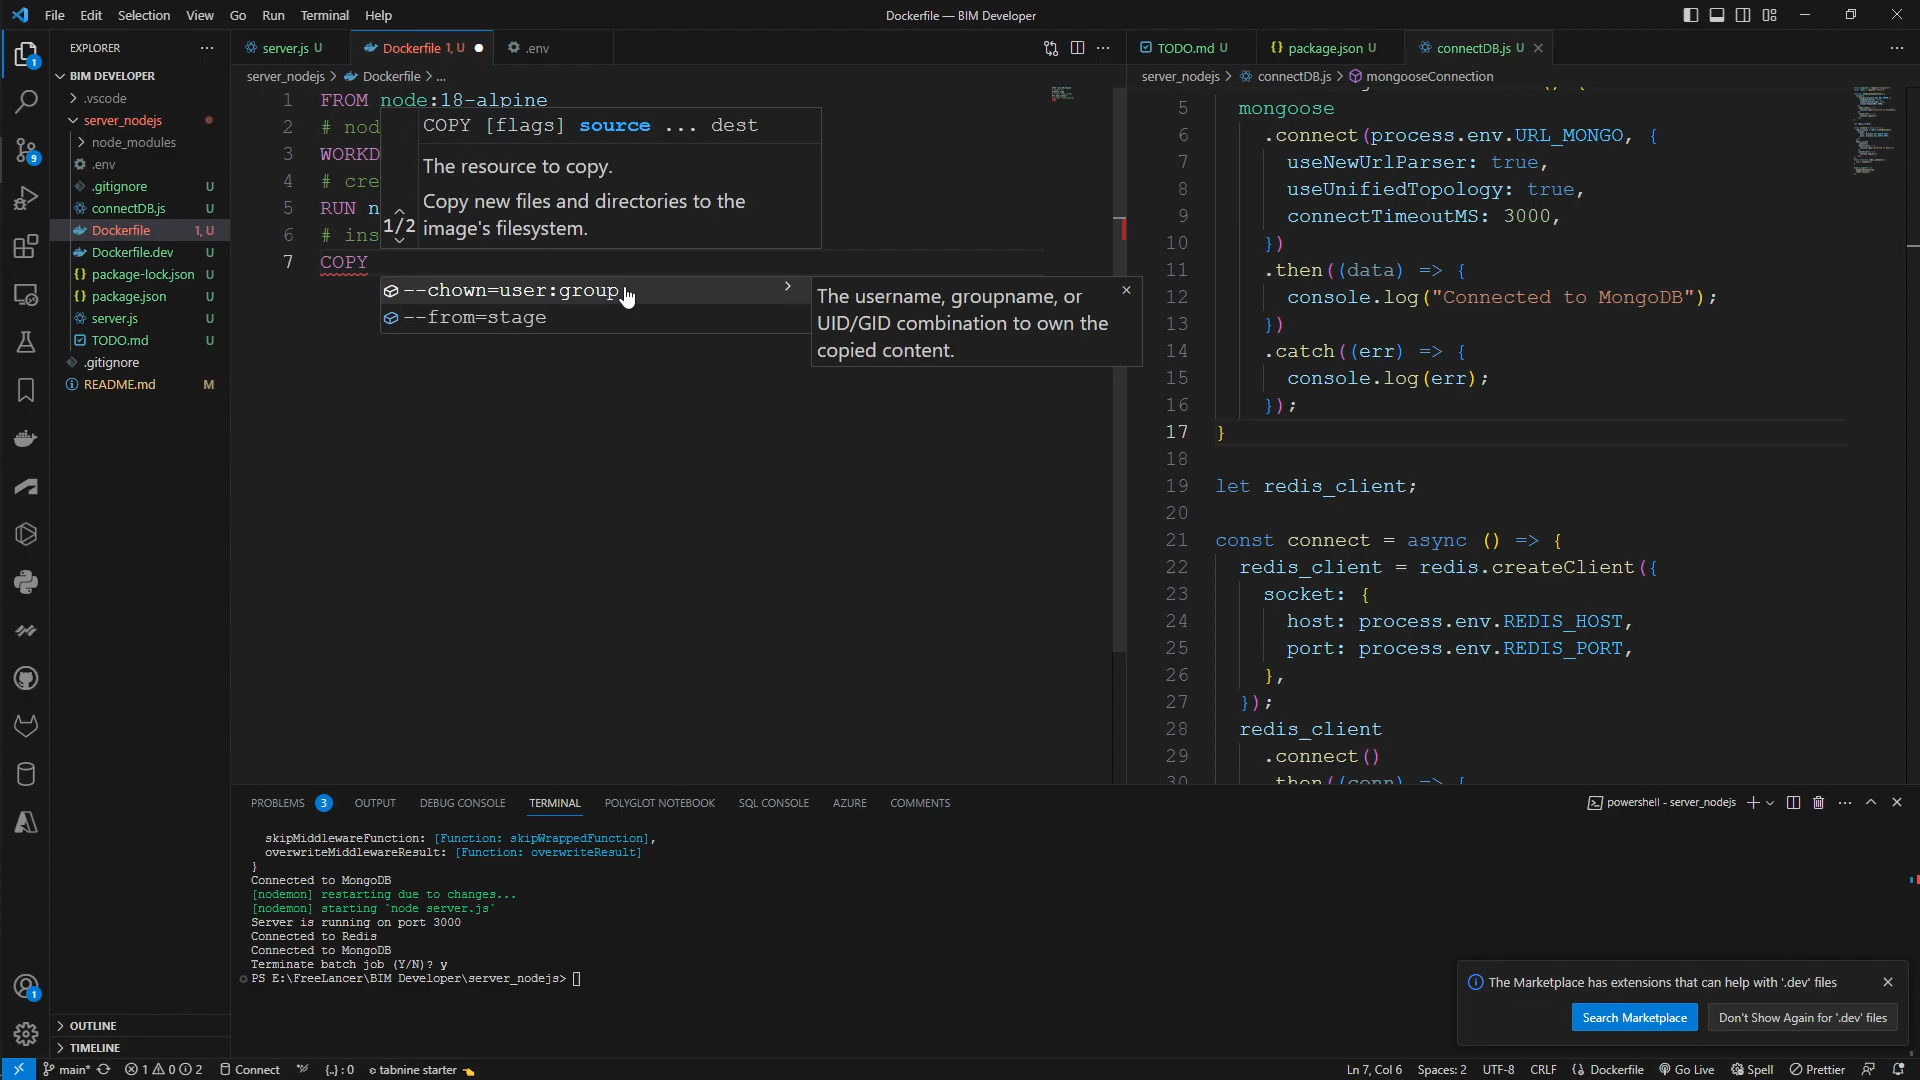 File Edit Selection View Go Run Terminal Help
Dockerfile — BIM Developer
EXPLORER
BIM DEVELOPER
.vscode
server_nodejs
node_modules
.env
.gitignore U
connectDB.js U
Dockerfile 1, U
Dockerfile.dev U
package-lock.json U
package.json U
server.js U
TODO.md U
.gitignore
README.md M
OUTLINE
TIMELINE
server.js U
Dockerfile 1, U
.env
server_nodejs > Dockerfile > ...
1 FROM node:18-alpine
2 # nod
3 WORKD
4 # cre
5 RUN n
6 # ins
7 COPY
COPY [flags] source ... dest
The resource to copy.
Copy new files and directories to the
image's filesystem.
1/2
--chown=user:group
--from=stage
The username, groupname, or
UID/GID combination to own the
copied content.
TODO.md U
package.json U
connectDB.js U
server_nodejs > connectDB.js > mongooseConnection
5 mongoose
6 .connect(process.env.URL_MONGO, {
7 useNewUrlParser: true,
8 useUnifiedTopology: true,
9 connectTimeoutMS: 3000,
10 })
11 .then((data) => {
12 console.log("Connected to MongoDB");
13 })
14 .catch((err) => {
15 console.log(err);
16 });
17 }
18
19 let redis_client;
20
21 const connect = async () => {
22 redis_client = redis.createClient({
23 socket: {
24 host: process.env.REDIS_HOST,
25 port: process.env.REDIS_PORT,
26 },
27 });
28 redis_client
29 .connect()
30 .then((conn) => {
PROBLEMS 3 OUTPUT DEBUG CONSOLE TERMINAL POLYGLOT NOTEBOOK SQL CONSOLE AZURE COMMENTS
powershell - server_nodejs
skipMiddlewareFunction: [Function: skipWrappedFunction],
overwriteMiddlewareResult: [Function: overwriteResult]
}
Connected to MongoDB
[nodemon] restarting due to changes...
[nodemon] starting `node server.js`
Server is running on port 3000
Connected to Redis
Connected to MongoDB
Terminate batch job (Y/N)? y
PS E:\FreeLancer\BIM Developer\server_nodejs>
The Marketplace has extensions that can help with '.dev' files
Search Marketplace
Don't Show Again for '.dev' files
1
9
1
main* 1 0 2 Connect {..} : 0 tabnine starter
Ln 7, Col 6 Spaces: 2 UTF-8 CRLF Dockerfile Go Live Spell Prettier